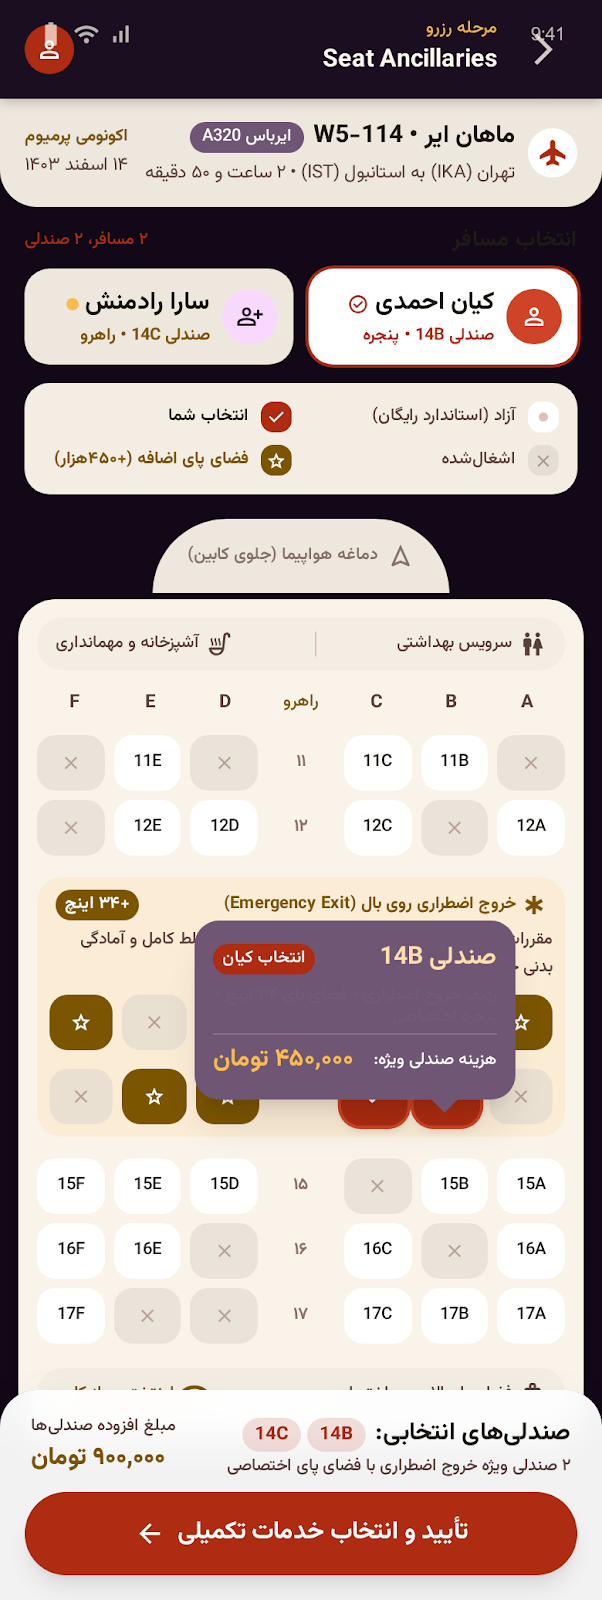 9:41
مرحله رزرو
Seat Ancillaries
ماهان ایر • W5-114
ایرباس A320
تهران (IKA) به استانبول (IST) • ۲ ساعت و ۵۰ دقیقه
اکونومی پرمیوم
۱۴ اسفند ۱۴۰۳
انتخاب مسافر
۲ مسافر، ۲ صندلی
کیان احمدی
صندلی 14B • پنجره
سارا رادمنش
صندلی 14C • راهرو
آزاد (استاندارد رایگان)
انتخاب شما
اشغال‌شده
فضای پای اضافه (+۴۵۰هزار)
دماغه هواپیما (جلوی کابین)
سرویس بهداشتی
آشپزخانه و مهمانداری
A B C راهرو D E F
11B 11C ۱۱ 11E
12A 12C ۱۲ 12D 12E
خروج اضطراری روی بال (Emergency Exit)
+۳۴ اینچ
لط کامل و آمادگی
بدنی
صندلی 14B
انتخاب کیان
هزینه صندلی ویژه:
۴۵۰,۰۰۰ تومان
15A 15B ۱۵ 15D 15E 15F
16A 16C ۱۶ 16E 16F
17A 17B 17C ۱۷ 17F
صندلی‌های انتخابی:
14B 14C
۲ صندلی ویژه خروج اضطراری با فضای پای اختصاصی
مبلغ افزوده صندلی‌ها
۹۰۰,۰۰۰ تومان
تأیید و انتخاب خدمات تکمیلی